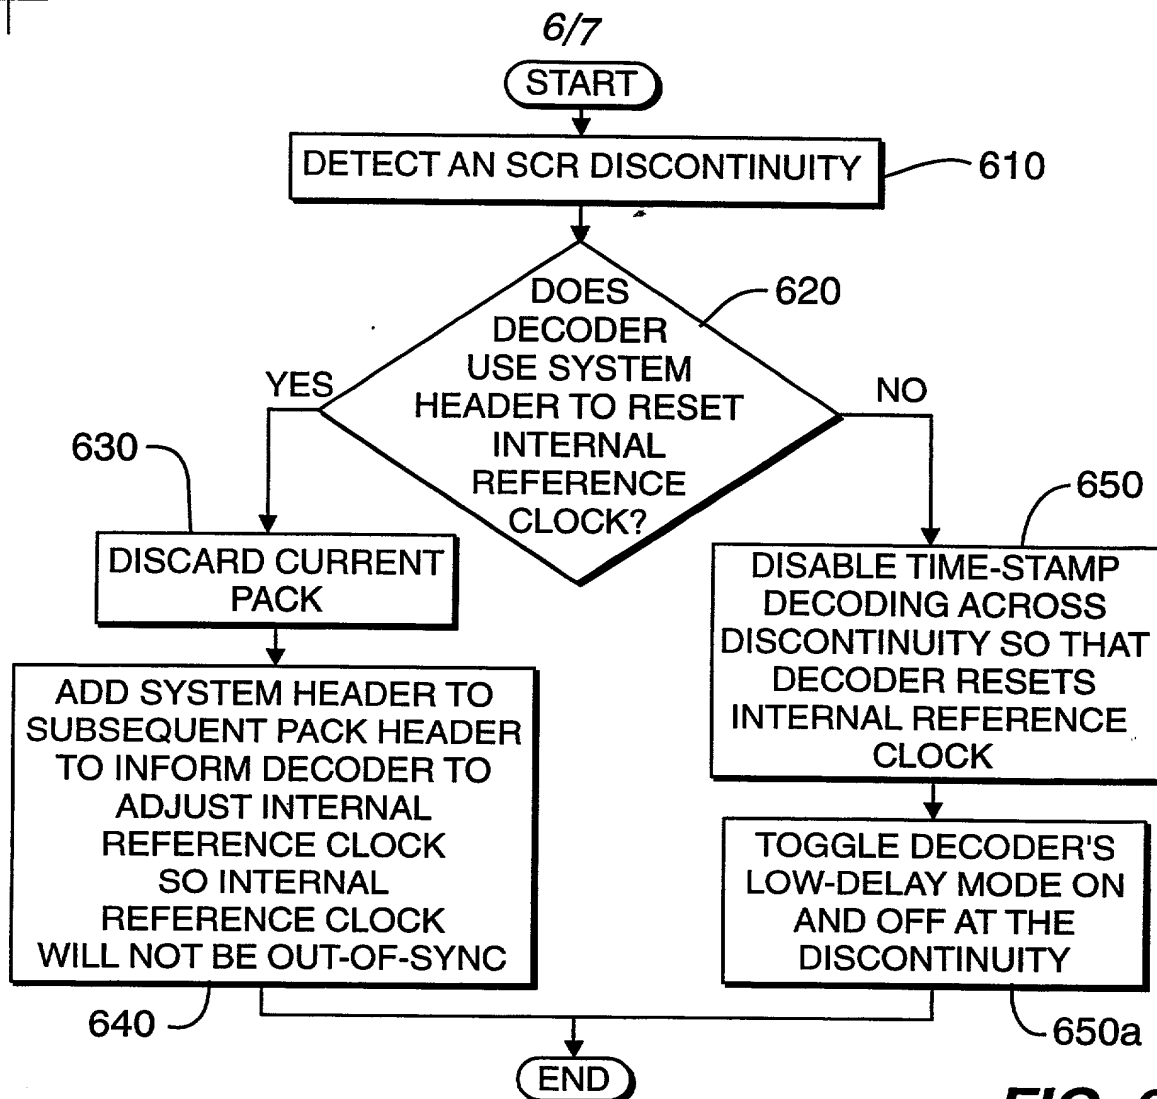 6/7
START
DETECT AN SCR DISCONTINUITY
610
DOES
DECODER
USE SYSTEM
HEADER TO RESET
INTERNAL
REFERENCE
CLOCK?
620
YES
NO
630
DISCARD CURRENT
PACK
650
DISABLE TIME-STAMP
DECODING ACROSS
DISCONTINUITY SO THAT
DECODER RESETS
INTERNAL REFERENCE
CLOCK
ADD SYSTEM HEADER TO
SUBSEQUENT PACK HEADER
TO INFORM DECODER TO
ADJUST INTERNAL
REFERENCE CLOCK
SO INTERNAL
REFERENCE CLOCK
WILL NOT BE OUT-OF-SYNC
640
TOGGLE DECODER'S
LOW-DELAY MODE ON
AND OFF AT THE
DISCONTINUITY
650a
END
FIG.